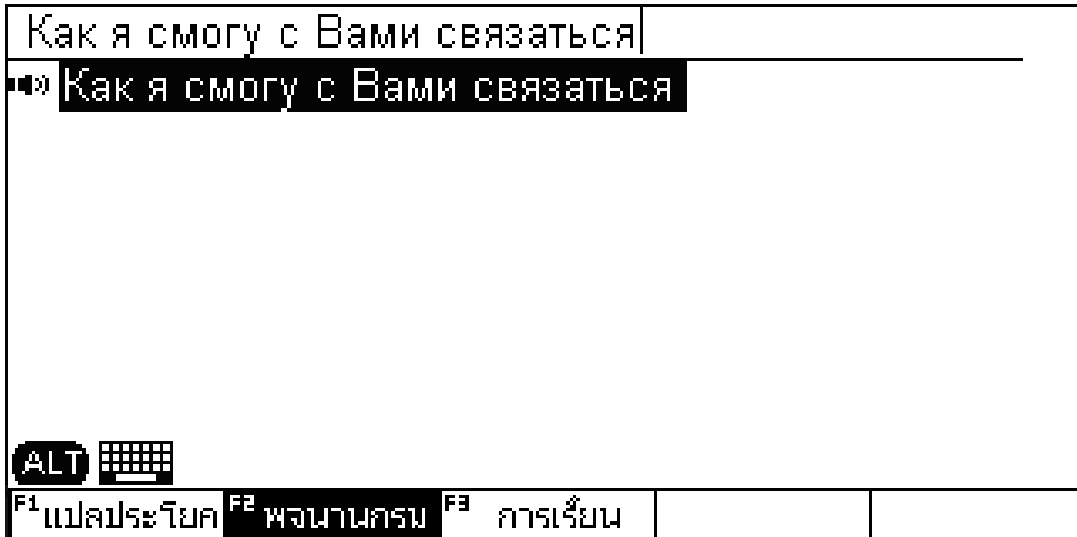 Как я смогу с Вами связаться
Как я смогу с Вами связаться
ALT
F1 แปลประโยค F2 พจนานุกรม F3 การเรียน